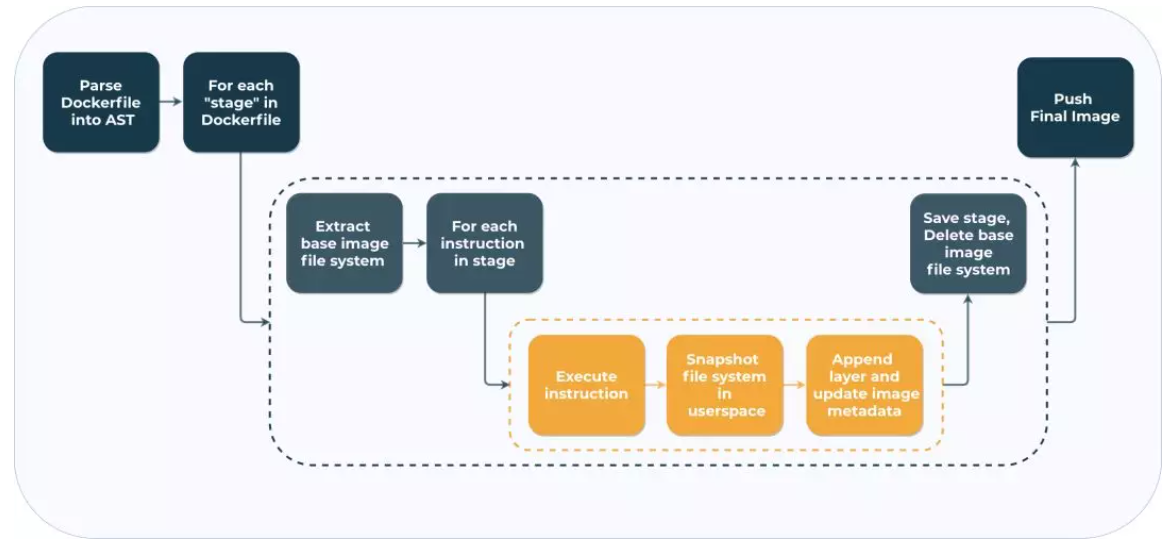 Parse
Dockerfile
into AST
For each
"stage" in
Dockerfile
Push
Final Image
Extract
base image
file system
For each
instruction
in stage
Save stage,
Delete base
image
file system
Execute
instruction
Snapshot
file system
in
userspace
Append
layer and
update image
metadata